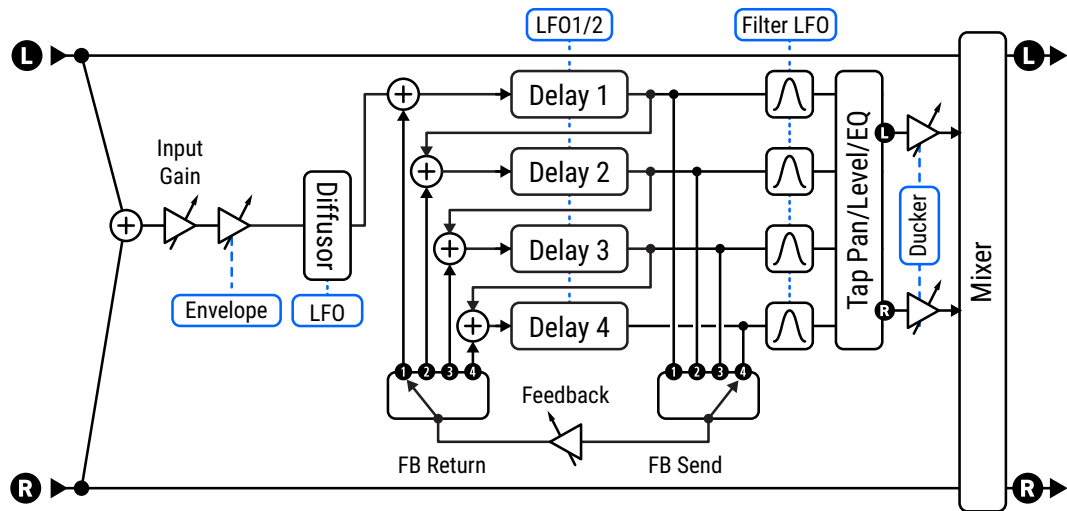 LFO1/2
Filter LFO
L
L
Delay 1
Input
Gain
Delay 2
Diffusor
Delay 3
Delay 4
Envelope
LFO
Tap Pan/Level/EQ
L
R
Ducker
Mixer
1 2 3 4
1 2 3 4
Feedback
FB Return
FB Send
R
R